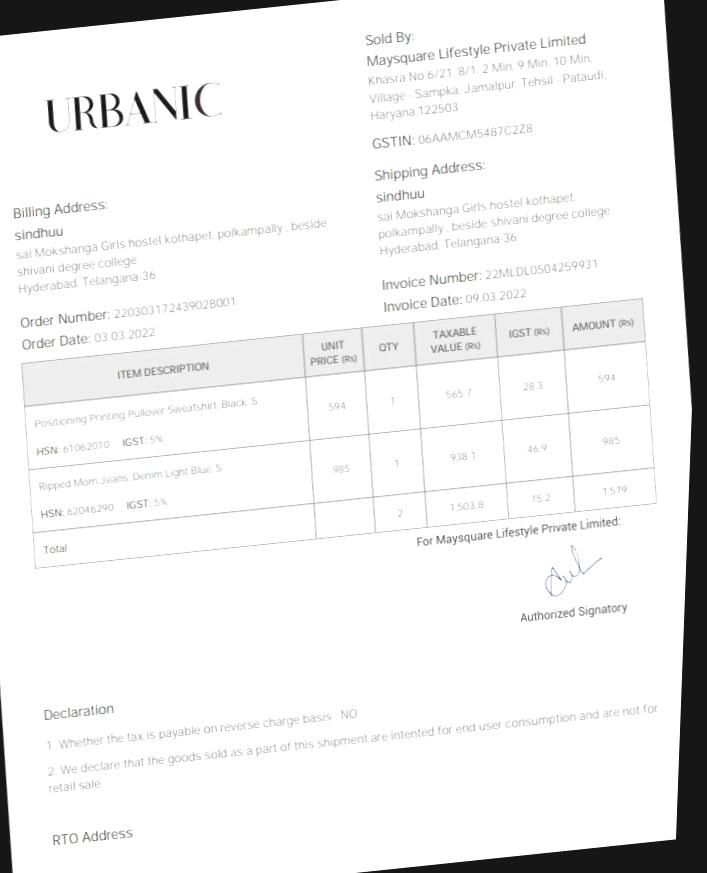 URBANIC
Sold By:
Maysquare Lifestyle Private Limited
Khasra No 6/21, 8/1, 2 Min, 9 Min, 10 Min,
Village - Sampka, Jamalpur, Tehsil - Pataudi,
Haryana,122503
GSTIN: 06AAMCM5487C2Z8
Billing Address:
sindhuu
sai Mokshanga Girls hostel kothapet, polkampally , beside
shivani degree college
Hyderabad, Telangana-36
Shipping Address:
sindhuu
sai Mokshanga Girls hostel kothapet,
polkampally , beside shivani degree college
Hyderabad, Telangana-36
Order Number: 220303172439028001
Order Date: 03.03.2022
Invoice Number: 22MLDL0504259931
Invoice Date: 09.03.2022
ITEM DESCRIPTION UNIT PRICE (Rs) QTY TAXABLE VALUE (Rs) IGST (Rs) AMOUNT (Rs)
Positioning Printing Pullover Sweatshirt, Black, S 594 1 565.7 28.3 594
HSN: 61062010 IGST: 5%
Ripped Mom Jeans, Denim Light Blue, S 985 1 938.1 46.9 985
HSN: 62046290 IGST: 5%
Total 2 1,503.8 75.2 1,579
For Maysquare Lifestyle Private Limited:
Authorized Signatory
Declaration
1. Whether the tax is payable on reverse charge basis - NO
2. We declare that the goods sold as a part of this shipment are intented for end user consumption and are not for
retail sale
RTO Address